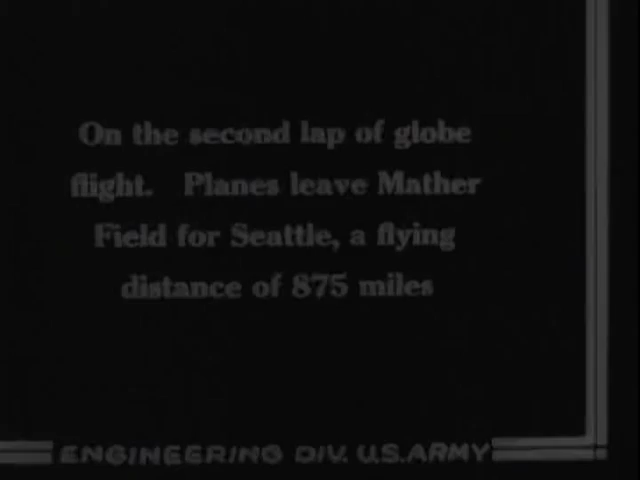 On the second lap of globe
flight. Planes leave Mather
Field for Seattle, a flying
distance of 875 miles
ENGINEERING DIV. U.S.ARMY